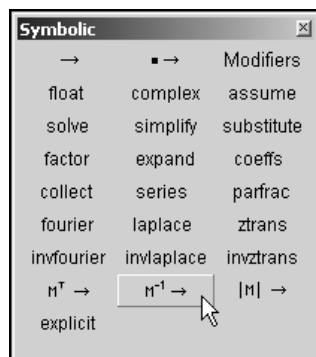 Symbolic
→ ▪ → Modifiers
float complex assume
solve simplify substitute
factor expand coeffs
collect series parfrac
fourier laplace ztrans
invfourier invlaplace invztrans
Mᵀ → M⁻¹ → |M| →
explicit